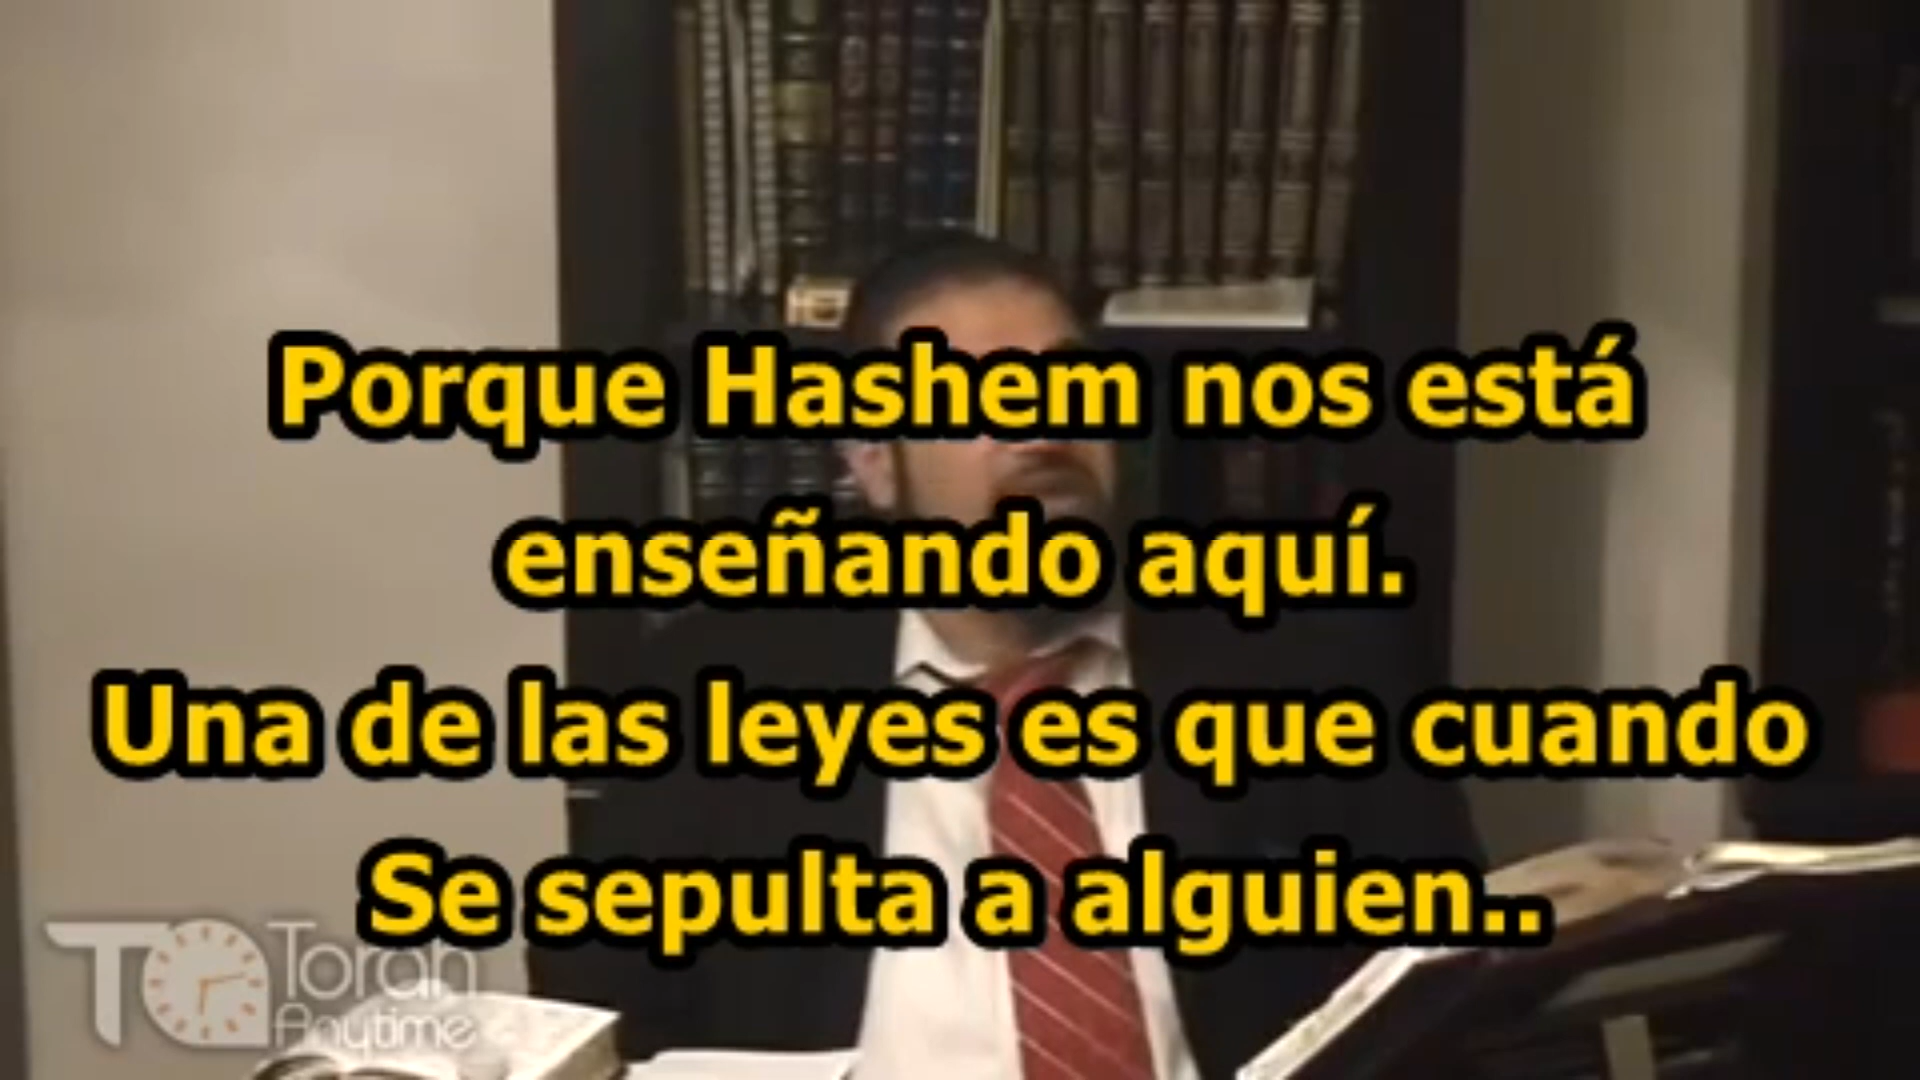 Porque Hashem nos está
enseñando aquí.
Una de las leyes es que cuando
Se sepulta a alguien..
Torah
Anytime